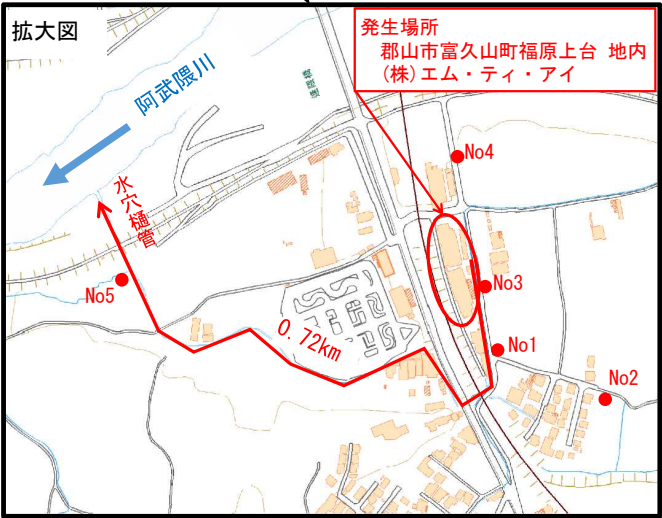 拡大図
発生場所
郡山市富久山町福原上台 地内
(株)エム・ティ・アイ
阿武隈川
水穴樋管
No4
No5
No3
0.72km
No1
No2